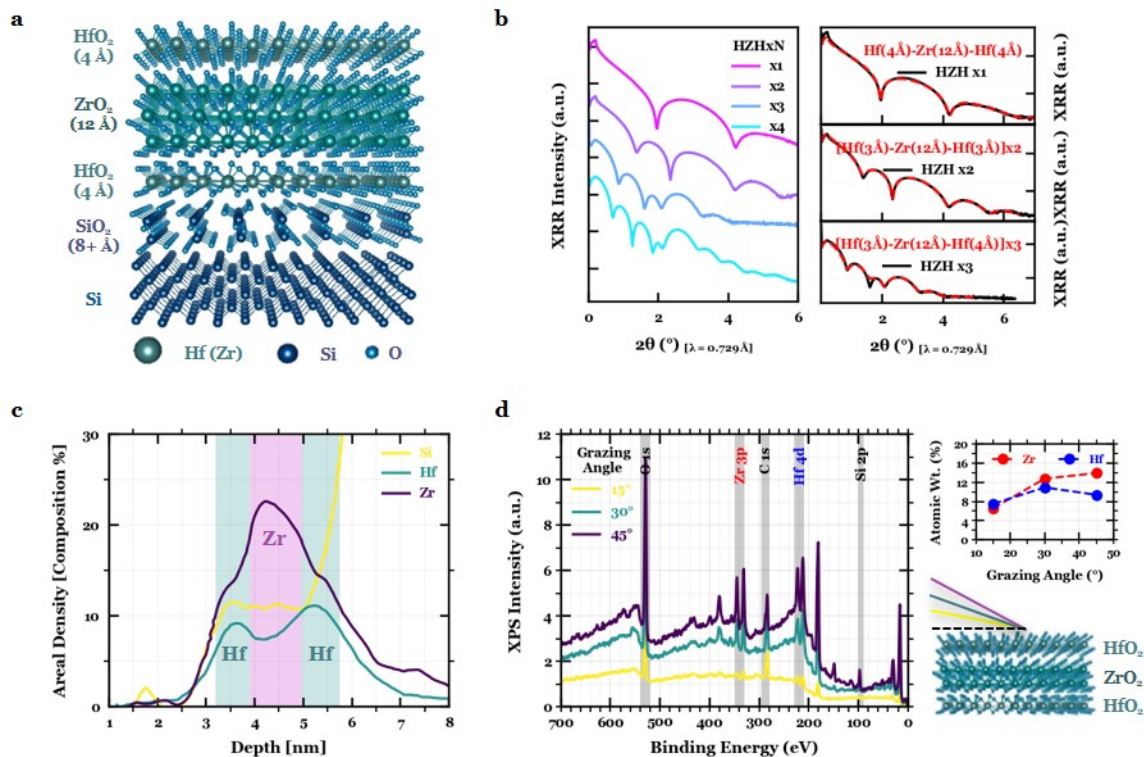 a
HfO₂
(4 Å)
ZrO₂
(12 Å)
HfO₂
(4 Å)
SiO₂
(8+ Å)
Si
Hf (Zr)
Si
O
b
XRR Intensity (a.u.)
HZHxN
x1
x2
x3
x4
0
2
4
6
2θ (°) [λ = 0.729Å]
Hf(4Å)-Zr(12Å)-Hf(4Å)
HZH x1
XRR (a.u.)
[Hf(3Å)-Zr(12Å)-Hf(3Å)]x2
HZH x2
XRR (a.u.)
[Hf(3Å)-Zr(12Å)-Hf(4Å)]x3
HZH x3
XRR (a.u.)
0
2
4
6
2θ (°) [λ = 0.729Å]
c
Areal Density [Composition %]
30
20
10
0
Si
Hf
Zr
Zr
Hf
Hf
1
2
3
4
5
6
7
8
Depth [nm]
d
XPS Intensity (a.u.)
12
10
8
6
4
2
0
Grazing
Angle
15°
30°
45°
O 1s
Zr 3p
C 1s
Hf 4d
Si 2p
700
600
500
400
300
200
100
0
Binding Energy (eV)
Atomic Wt. (%)
20
16
12
8
4
0
Zr
Hf
10
20
30
40
50
Grazing Angle (°)
HfO₂
ZrO₂
HfO₂